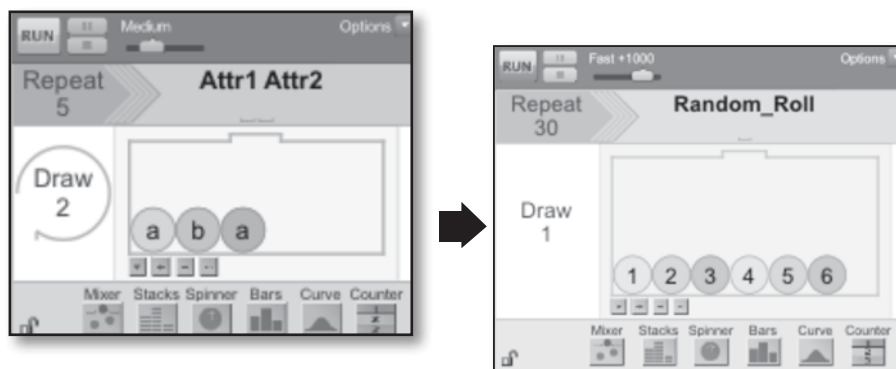 RUN
Medium
Options
Repeat
5
Attr1 Attr2
Draw
2
a b a
Mixer Stacks Spinner Bars Curve Counter
RUN
Fast +1000
Options
Repeat
30
Random_Roll
Draw
1
1 2 3 4 5 6
Mixer Stacks Spinner Bars Curve Counter